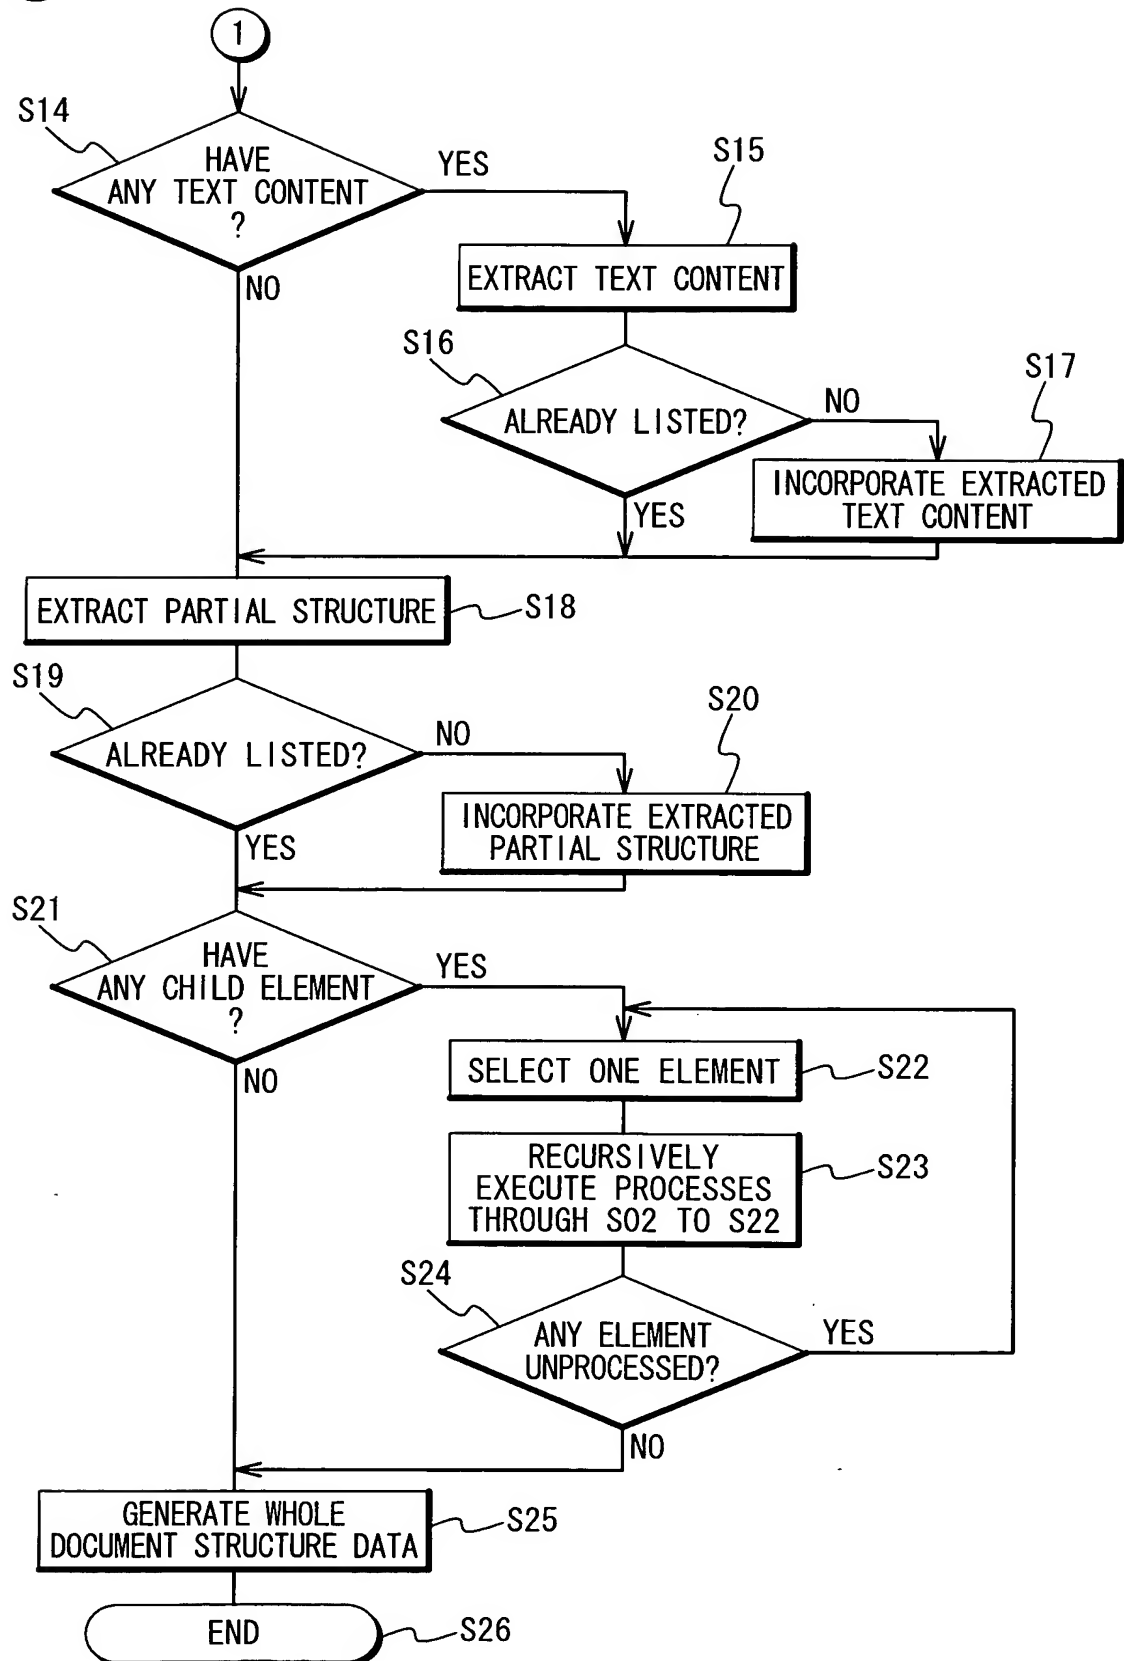 1
S14
HAVE
ANY TEXT CONTENT
?
YES
NO
S15
EXTRACT TEXT CONTENT
S16
ALREADY LISTED?
NO
YES
S17
INCORPORATE EXTRACTED
TEXT CONTENT
EXTRACT PARTIAL STRUCTURE
S18
S19
ALREADY LISTED?
NO
YES
S20
INCORPORATE EXTRACTED
PARTIAL STRUCTURE
S21
HAVE
ANY CHILD ELEMENT
?
YES
NO
SELECT ONE ELEMENT
S22
RECURSIVELY
EXECUTE PROCESSES
THROUGH S02 TO S22
S23
S24
ANY ELEMENT
UNPROCESSED?
YES
NO
GENERATE WHOLE
DOCUMENT STRUCTURE DATA
S25
END
S26